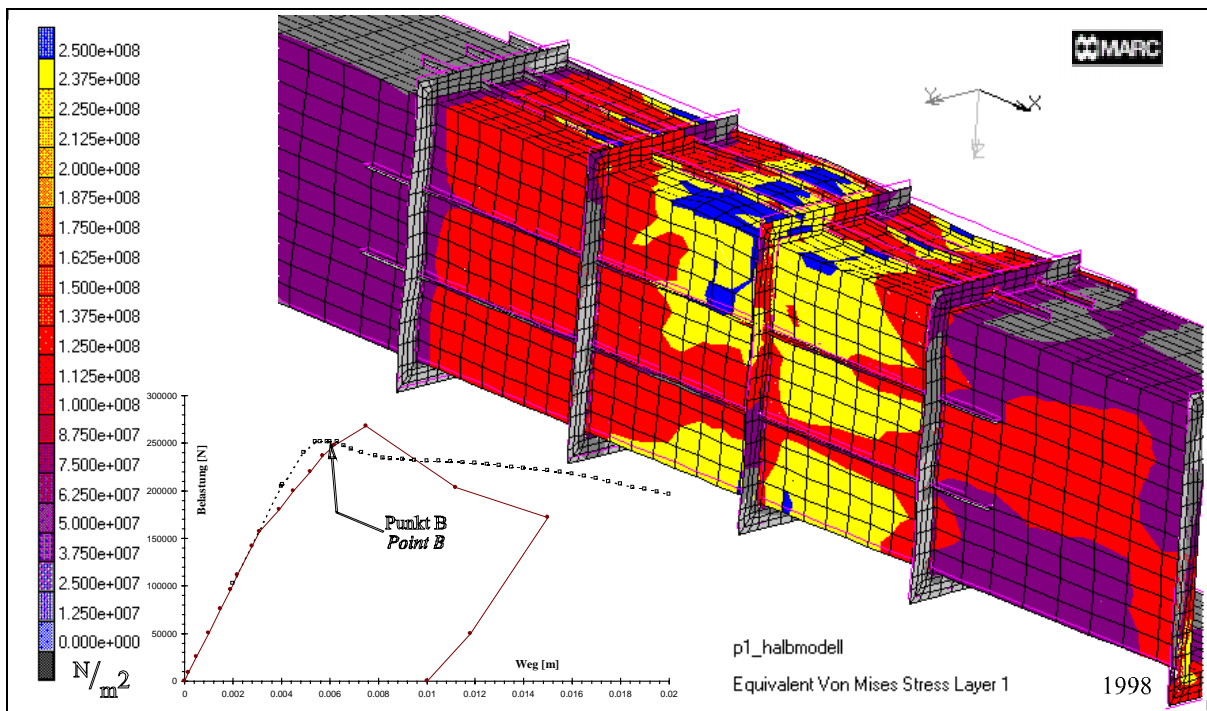 MARC
2.500e+008
2.375e+008
2.250e+008
2.125e+008
2.000e+008
1.875e+008
1.750e+008
1.625e+008
1.500e+008
1.375e+008
1.250e+008
1.125e+008
1.000e+008
8.750e+007
7.500e+007
6.250e+007
5.000e+007
3.750e+007
2.500e+007
1.250e+007
0.000e+000
N/m2
Y
X
Z
300000
250000
200000
150000
100000
50000
0
Belastung [N]
Punkt B
Point B
Weg [m]
0
0.002
0.004
0.006
0.008
0.01
0.012
0.014
0.016
0.018
0.02
p1_halbmodell
Equivalent Von Mises Stress Layer 1
1998